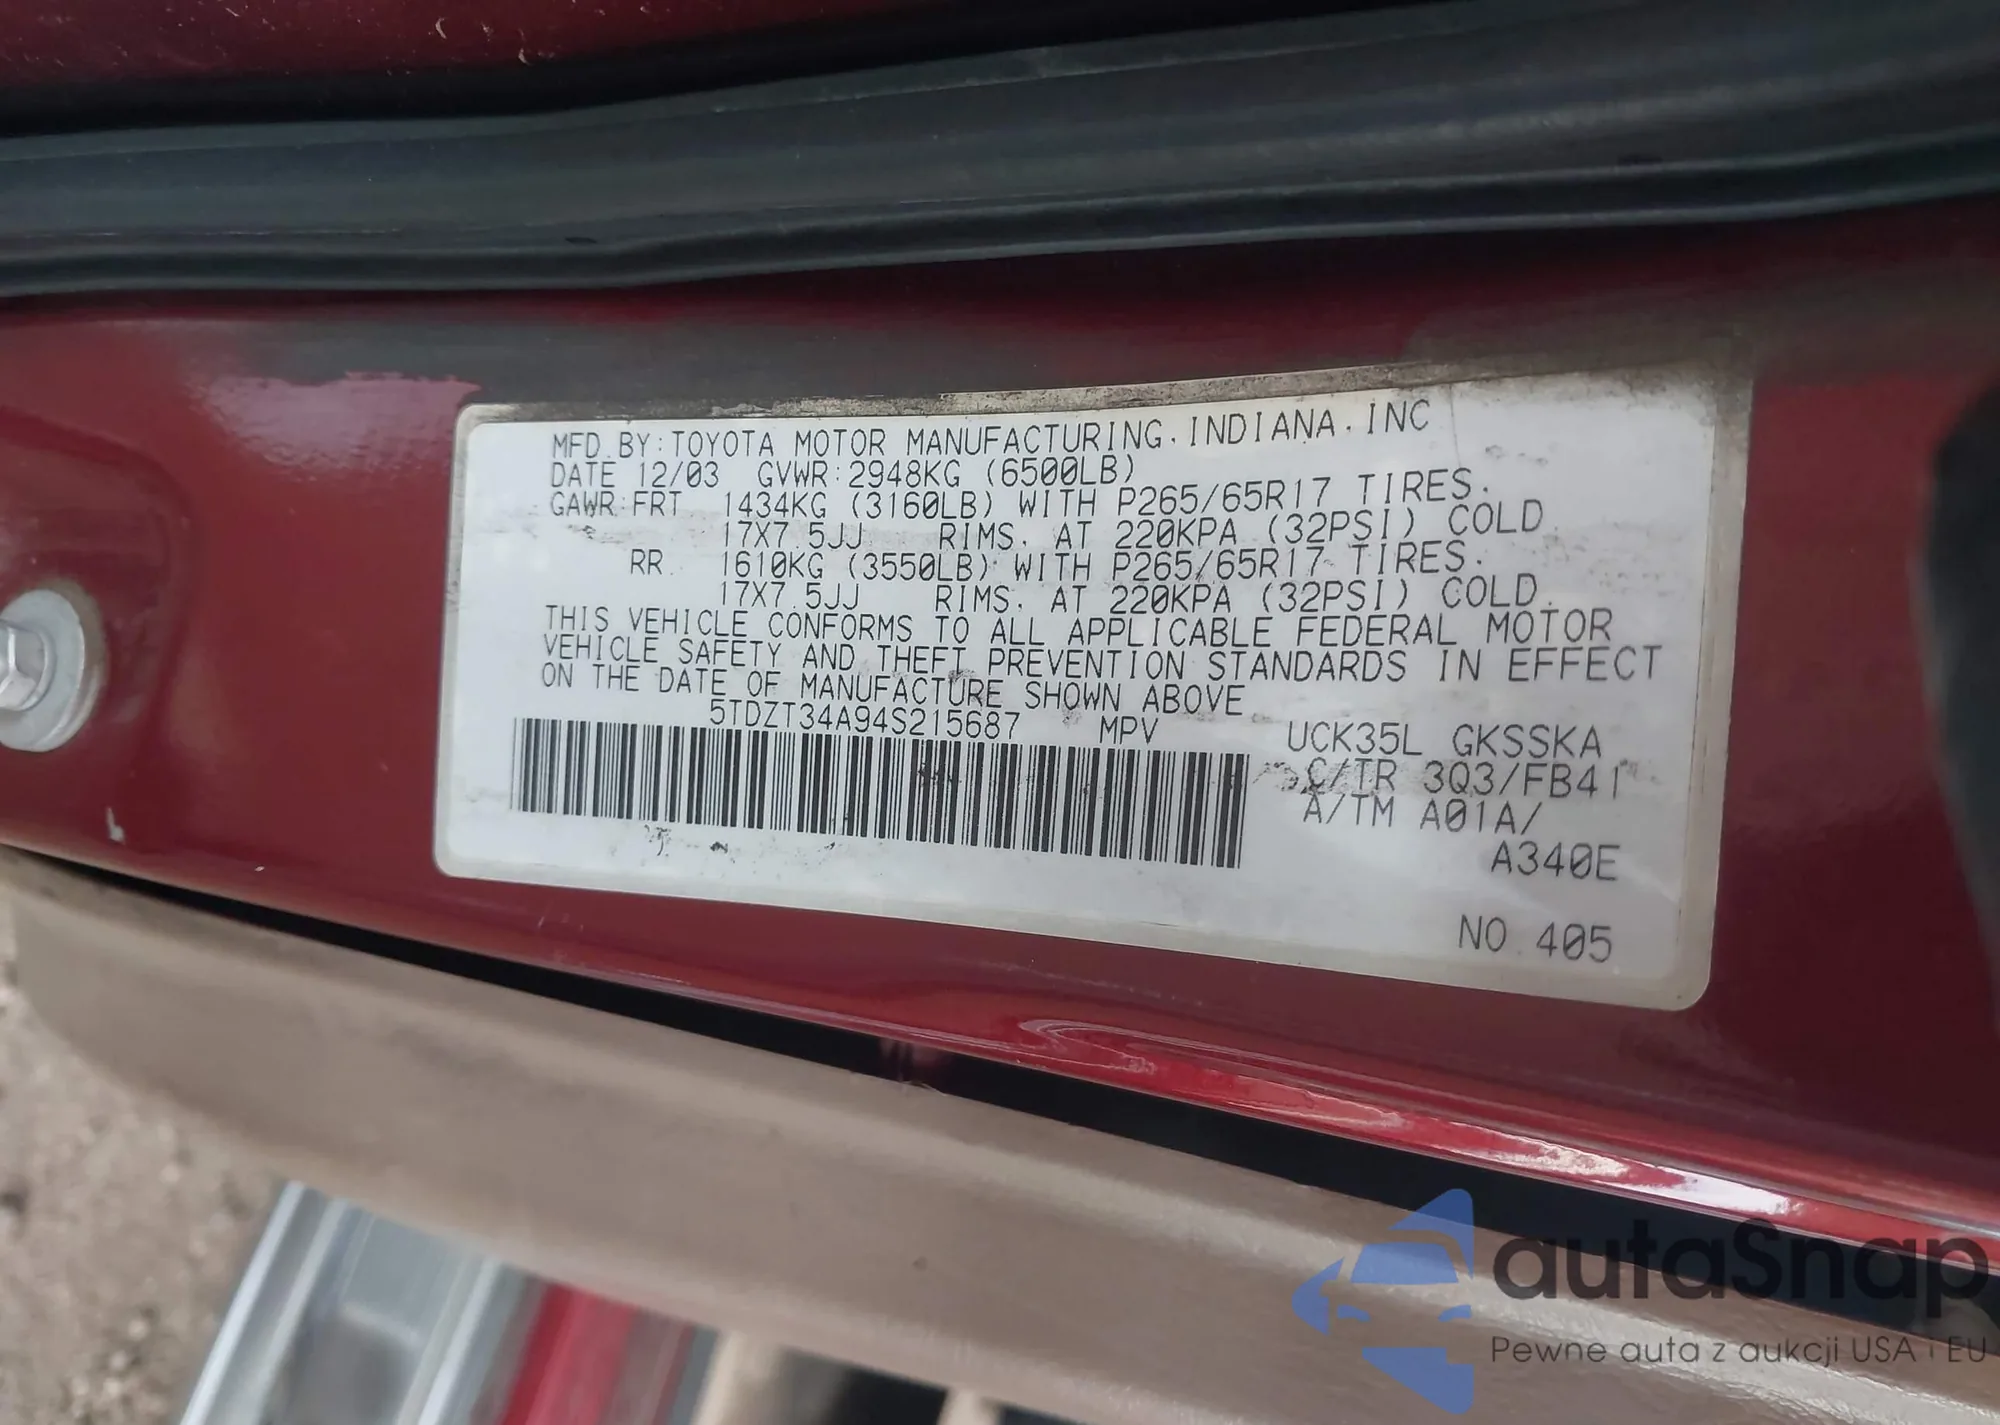 MFD. BY: TOYOTA MOTOR MANUFACTURING, INDIANA, INC
DATE 12/03 GVWR: 2948KG (6500LB)
GAWR: FRT 1434KG (3160LB) WITH P265/65R17 TIRES.
17X7.5JJ RIMS, AT 220KPA (32PSI) COLD.
RR. 1610KG (3550LB) WITH P265/65R17 TIRES.
17X7.5JJ RIMS, AT 220KPA (32PSI) COLD.
THIS VEHICLE CONFORMS TO ALL APPLICABLE FEDERAL MOTOR
VEHICLE SAFETY AND THEFT PREVENTION STANDARDS IN EFFECT
ON THE DATE OF MANUFACTURE SHOWN ABOVE.
5TDZT34A94S215687 MPV
UCK35L GKSSKA
C/TR 3Q3/FB41
A/TM A01A/
A340E
NO.405
autaSnap
Pewne auta z aukcji USA i EU